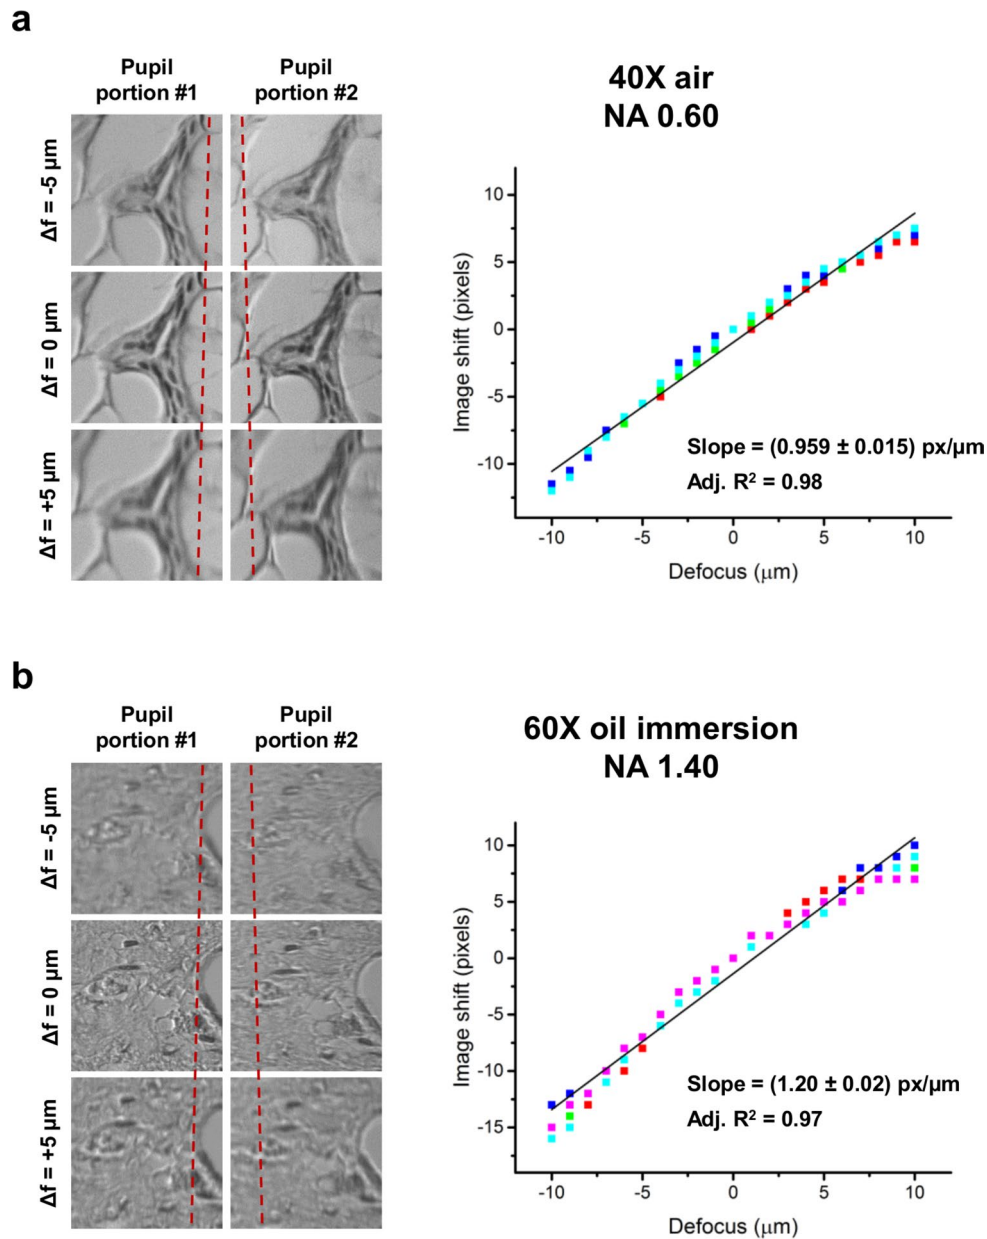 a
Pupil
portion #1
Pupil
portion #2
Δf = -5 µm
Δf = 0 µm
Δf = +5 µm
40X air
NA 0.60
Image shift (pixels)
10
5
0
-5
-10
Slope = (0.959 ± 0.015) px/µm
Adj. R² = 0.98
-10
-5
0
5
10
Defocus (µm)
b
Pupil
portion #1
Pupil
portion #2
Δf = -5 µm
Δf = 0 µm
Δf = +5 µm
60X oil immersion
NA 1.40
Image shift (pixels)
10
5
0
-5
-10
-15
Slope = (1.20 ± 0.02) px/µm
Adj. R² = 0.97
-10
-5
0
5
10
Defocus (µm)